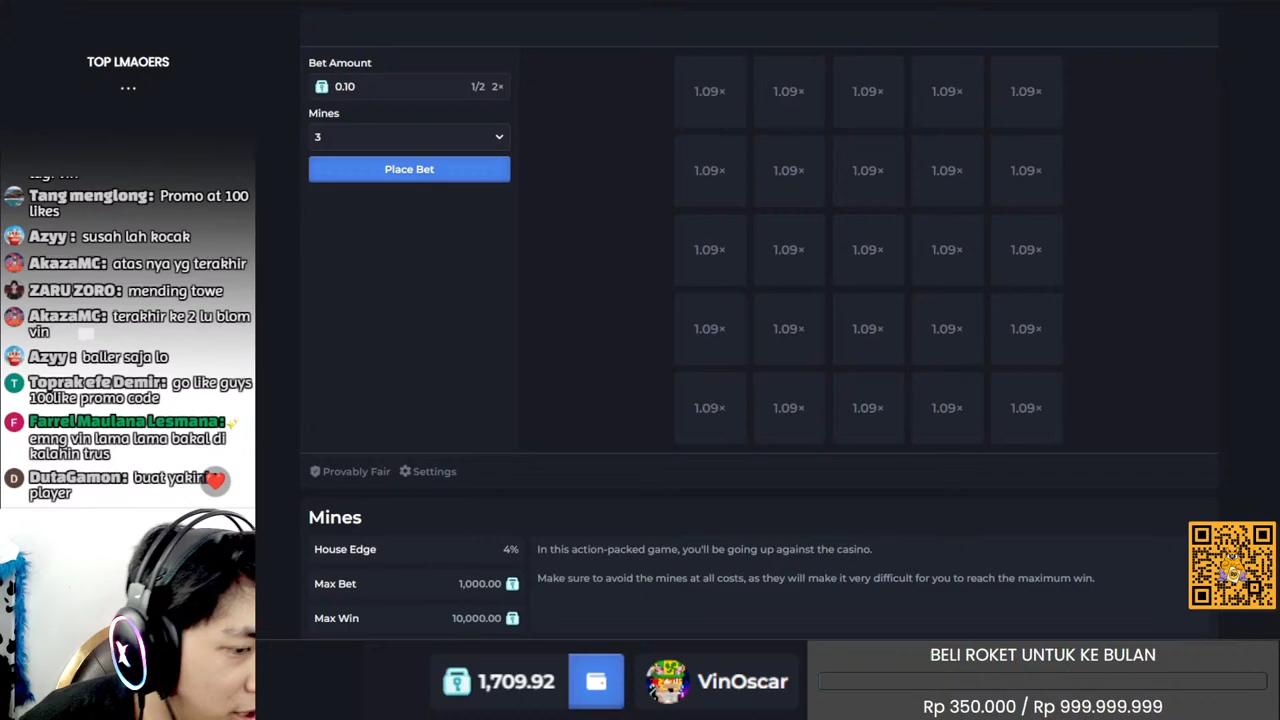 TOP LMAOERS
...
Tang menglong: Promo at 100
likes
Azyy : susah lah kocak
AkazaMC: atas nya yg terakhir
ZARU ZORO: mending towe
AkazaMC: terakhir ke 2 lu blom
vin
Azyy : baller saja lo
T Toprak efe Demir: go like guys
100like promo code
F Farrel Maulana Lesmana:
emng vin lama lama bakal di
kalahin trus
D DutaGamon: buat yakin
player
Bet Amount
0.10 1/2 2×
Mines
3
Place Bet
1.09× 1.09× 1.09× 1.09× 1.09×
1.09× 1.09× 1.09× 1.09× 1.09×
1.09× 1.09× 1.09× 1.09× 1.09×
1.09× 1.09× 1.09× 1.09× 1.09×
1.09× 1.09× 1.09× 1.09× 1.09×
Provably Fair Settings
Mines
House Edge 4%
Max Bet 1,000.00
Max Win 10,000.00
In this action-packed game, you'll be going up against the casino.
Make sure to avoid the mines at all costs, as they will make it very difficult for you to reach the maximum win.
1,709.92
VinOscar
BELI ROKET UNTUK KE BULAN
Rp 350.000 / Rp 999.999.999